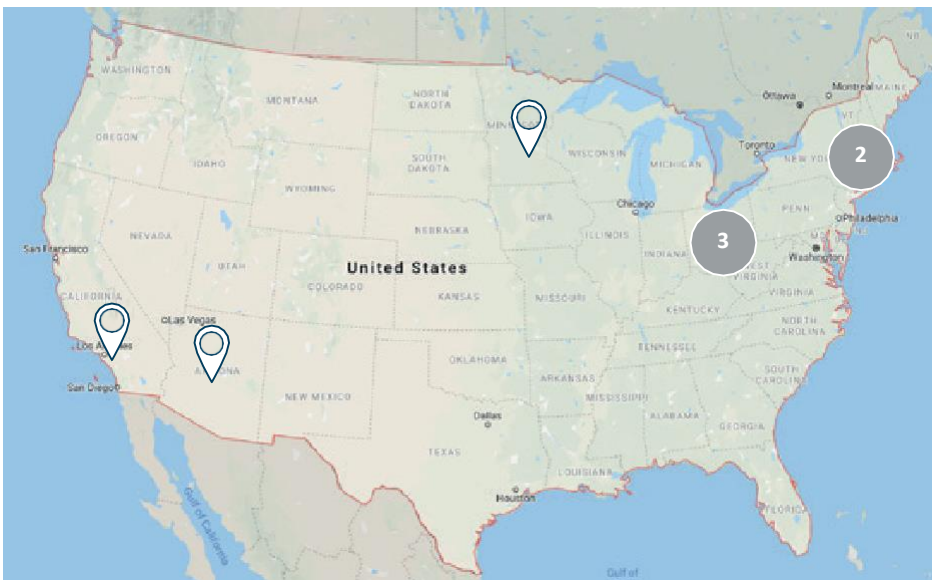 NO
Montreal
MAINE
Ottawa
WASHINGTON
MONTANA
NORTH
DAKOTA
VT
MINNE
OREGON
Toronto
NEW YO
2
WISCONSIN
MICHIGAN
SOUTH
DAKOTA
IDAHO
WYOMING
Chicago
PENN
Philadelphia
IOWA
NEBRASKA
ILLINOIS
INDIANA
3
NEVADA
San Francisco
Washington
UTAH
United States
WEST
VIRGINIA
COLORADO
KANSAS
MISSOURI
VIRGINIA
CALIFORNIA
KENTUCKY
Las Vegas
NORTH
CAROLINA
Los Angeles
TENNESSEE
OKLAHOMA
ARKANSAS
SOUTH
CAROLINA
San Diego
NEW MEXICO
MISSISSIPPI
Dallas
ALABAMA
GEORGIA
TEXAS
LOUISIANA
Houston
FLORIDA
Gulf of
California
Gulf of